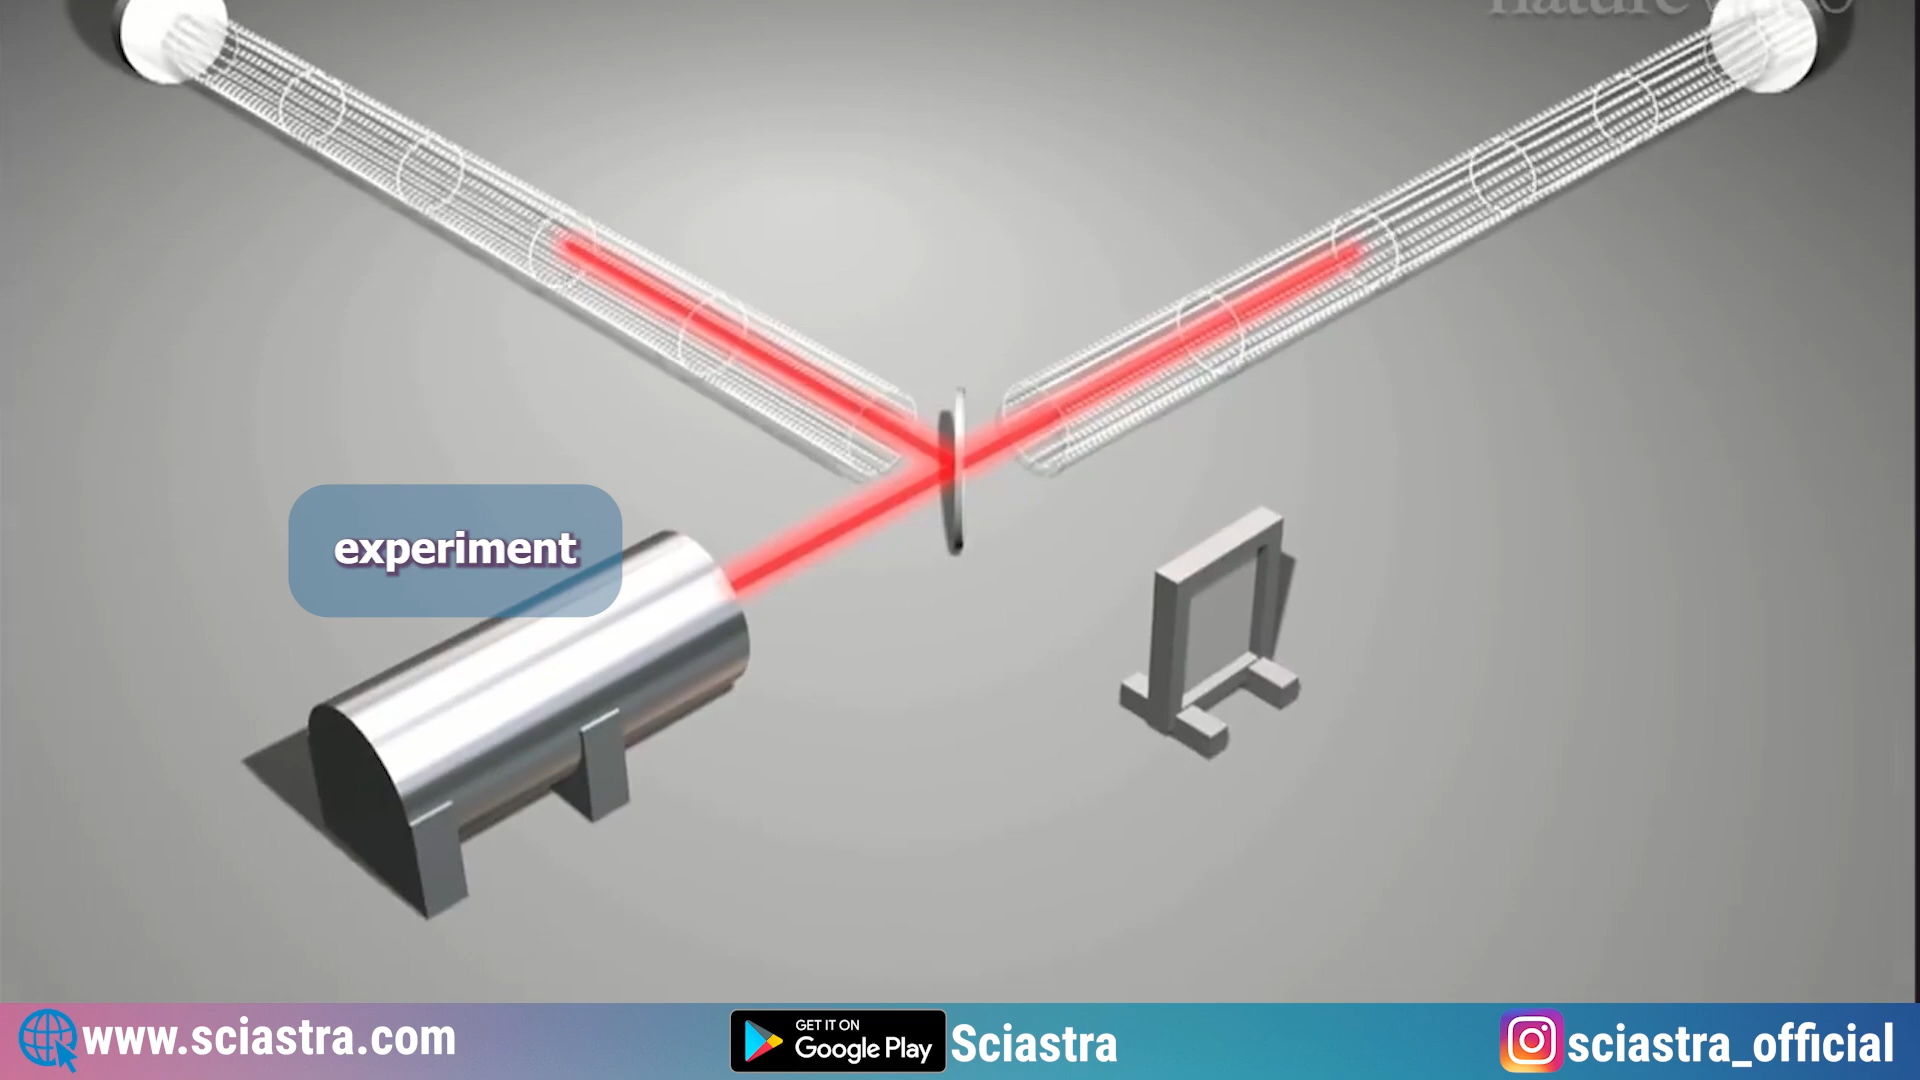 experiment
www.sciastra.com
GET IT ON
Google Play
Sciastra
sciastra_official